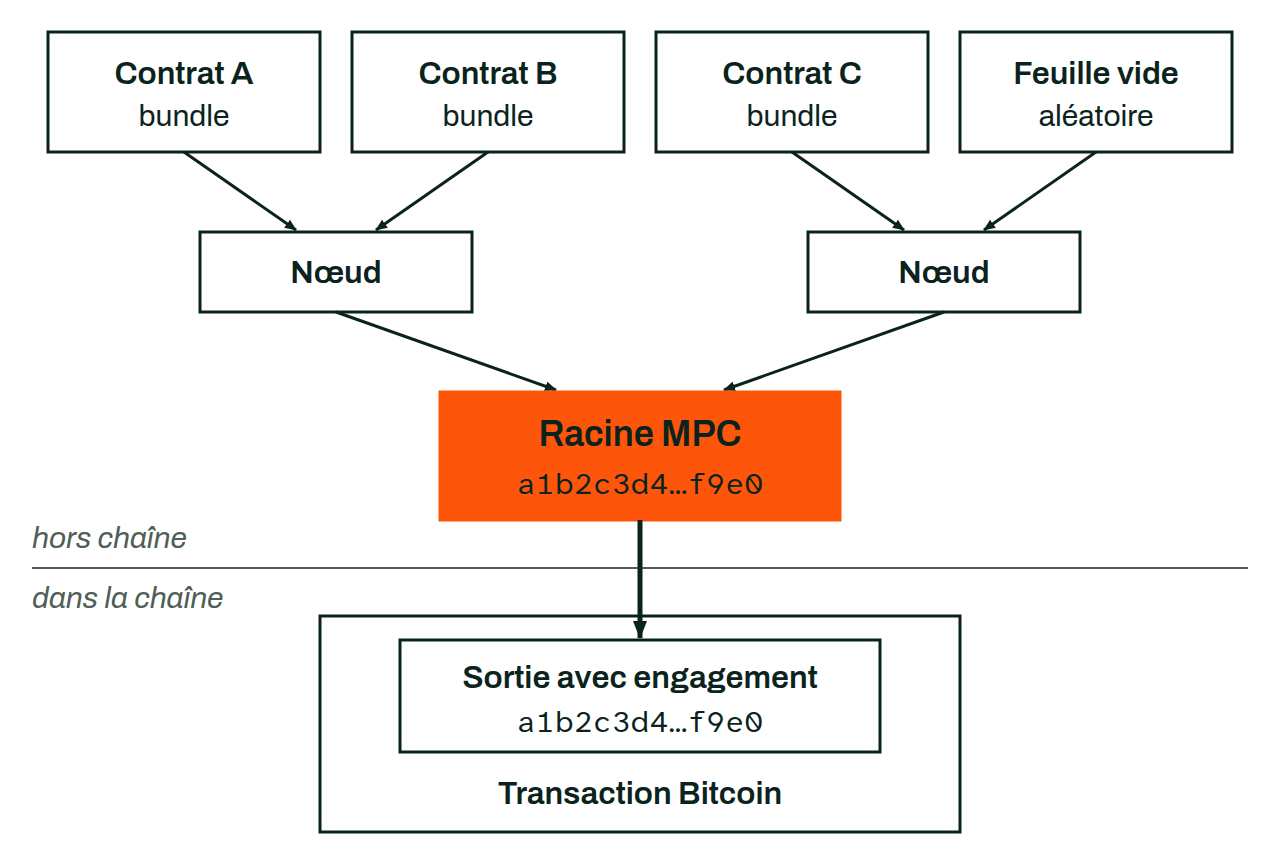 Contrat A
bundle
Contrat B
bundle
Contrat C
bundle
Feuille vide
aléatoire
Nœud
Nœud
Racine MPC
a1b2c3d4…f9e0
hors chaîne
dans la chaîne
Sortie avec engagement
a1b2c3d4…f9e0
Transaction Bitcoin